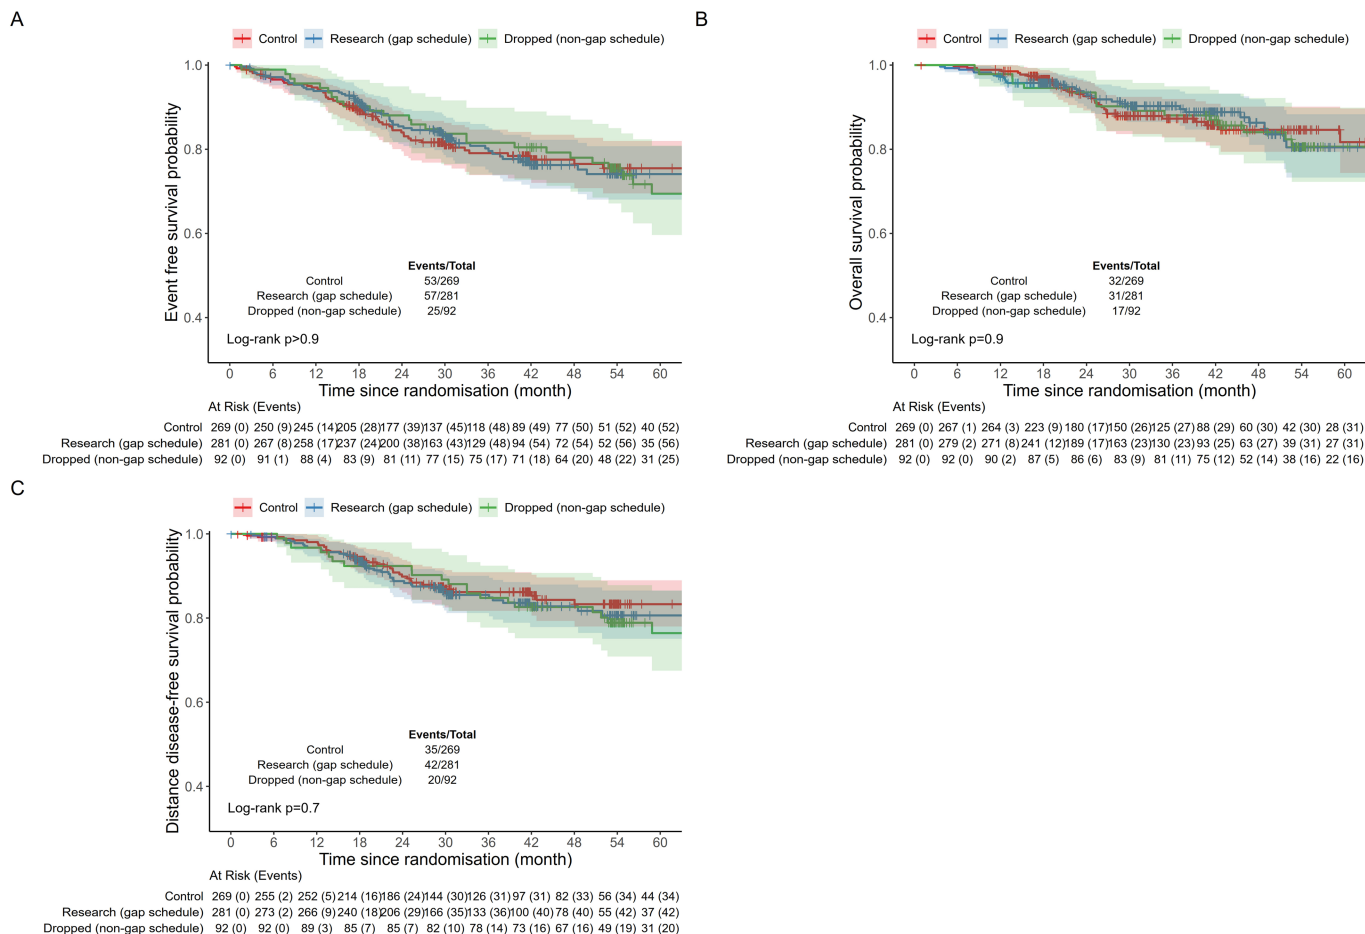 A
Control Research (gap schedule) Dropped (non-gap schedule)
Event free survival probability
1.0
0.8
0.6
0.4
Events/Total
Control 53/269
Research (gap schedule) 57/281
Dropped (non-gap schedule) 25/92
Log-rank p>0.9
0 6 12 18 24 30 36 42 48 54 60
Time since randomisation (month)
At Risk (Events)
Control 269 (0) 250 (9) 245 (14) 205 (28) 177 (39) 137 (45) 118 (48) 89 (49) 77 (50) 51 (52) 40 (52)
Research (gap schedule) 281 (0) 267 (8) 258 (17) 237 (24) 200 (38) 163 (43) 129 (48) 94 (54) 72 (54) 52 (56) 35 (56)
Dropped (non-gap schedule) 92 (0) 91 (1) 88 (4) 83 (9) 81 (11) 77 (15) 75 (17) 71 (18) 64 (20) 48 (22) 31 (25)
B
Control Research (gap schedule) Dropped (non-gap schedule)
Overall survival probability
1.0
0.8
0.6
0.4
Events/Total
Control 32/269
Research (gap schedule) 31/281
Dropped (non-gap schedule) 17/92
Log-rank p=0.9
0 6 12 18 24 30 36 42 48 54 60
Time since randomisation (month)
At Risk (Events)
Control 269 (0) 267 (1) 264 (3) 223 (9) 180 (17) 150 (26) 125 (27) 88 (29) 60 (30) 42 (30) 28 (31)
Research (gap schedule) 281 (0) 279 (2) 271 (8) 241 (12) 189 (17) 163 (23) 130 (23) 93 (25) 63 (27) 39 (31) 27 (31)
Dropped (non-gap schedule) 92 (0) 92 (0) 90 (2) 87 (5) 86 (6) 83 (9) 81 (11) 75 (12) 52 (14) 38 (16) 22 (16)
C
Control Research (gap schedule) Dropped (non-gap schedule)
Distance disease-free survival probability
1.0
0.8
0.6
0.4
Events/Total
Control 35/269
Research (gap schedule) 42/281
Dropped (non-gap schedule) 20/92
Log-rank p=0.7
0 6 12 18 24 30 36 42 48 54 60
Time since randomisation (month)
At Risk (Events)
Control 269 (0) 255 (2) 252 (5) 214 (16) 186 (24) 144 (30) 126 (31) 97 (31) 82 (33) 56 (34) 44 (34)
Research (gap schedule) 281 (0) 273 (2) 266 (9) 240 (18) 206 (29) 166 (35) 133 (36) 100 (40) 78 (40) 55 (42) 37 (42)
Dropped (non-gap schedule) 92 (0) 92 (0) 89 (3) 85 (7) 85 (7) 82 (10) 78 (14) 73 (16) 67 (16) 49 (19) 31 (20)